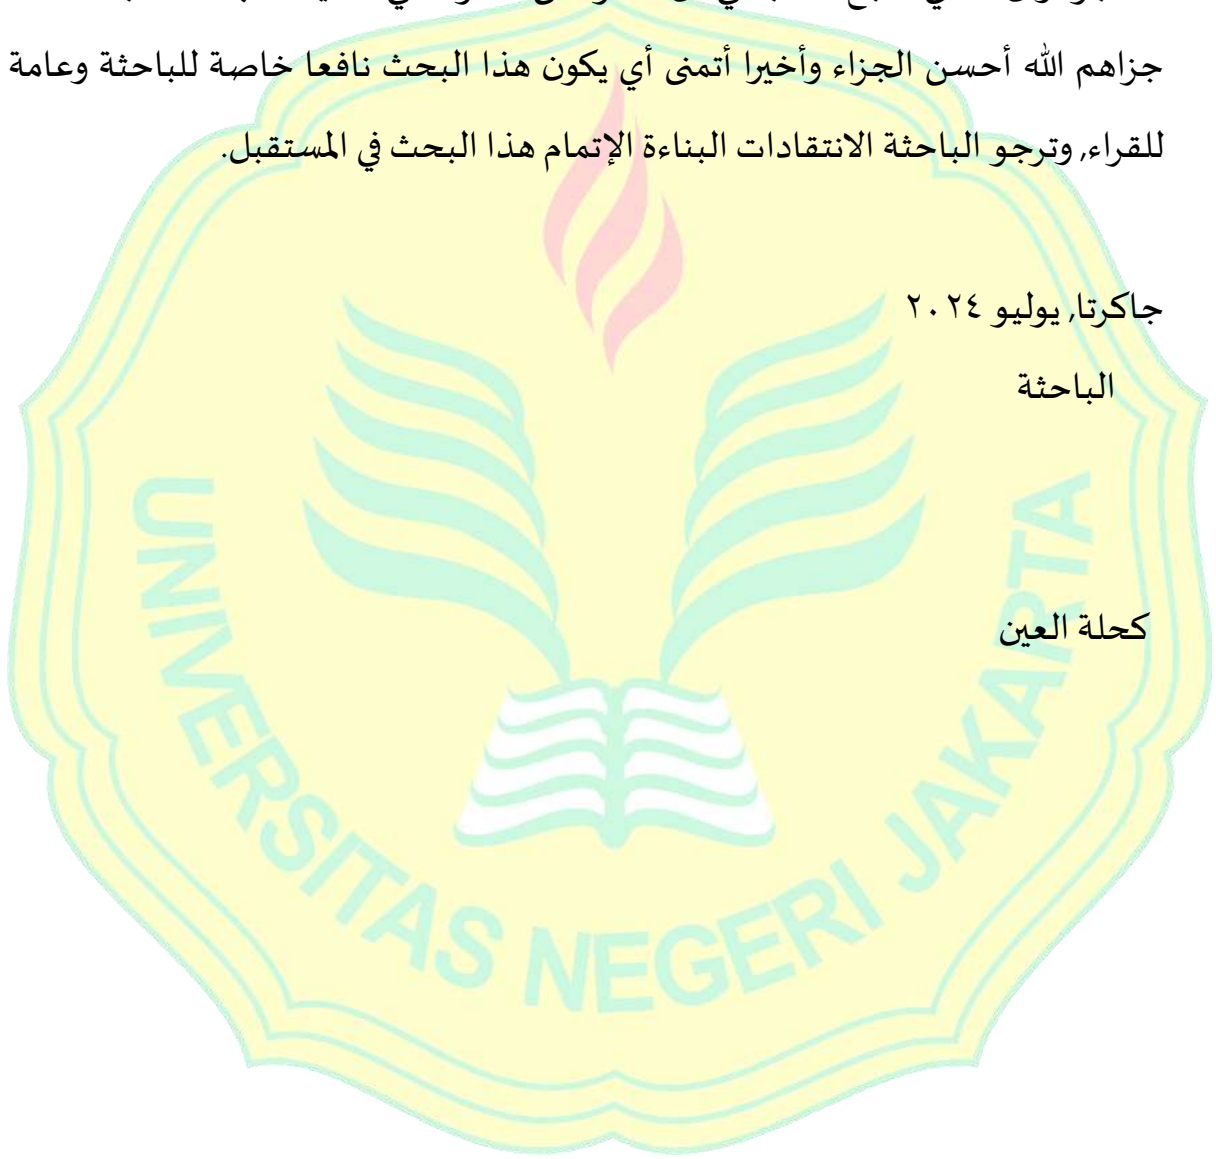 جزاهم الله أحسن الجزاء وأخيرا أتمنى أي يكون هذا البحث نافعا خاصة للباحثة وعامة
للقراء, وترجو الباحثة الانتقادات البناءة الإتمام هذا البحث في المستقبل.
جاكرتا, يوليو ٢٠٢٤
الباحثة
كحلة العين
UNIVERSITAS NEGERI JAKARTA